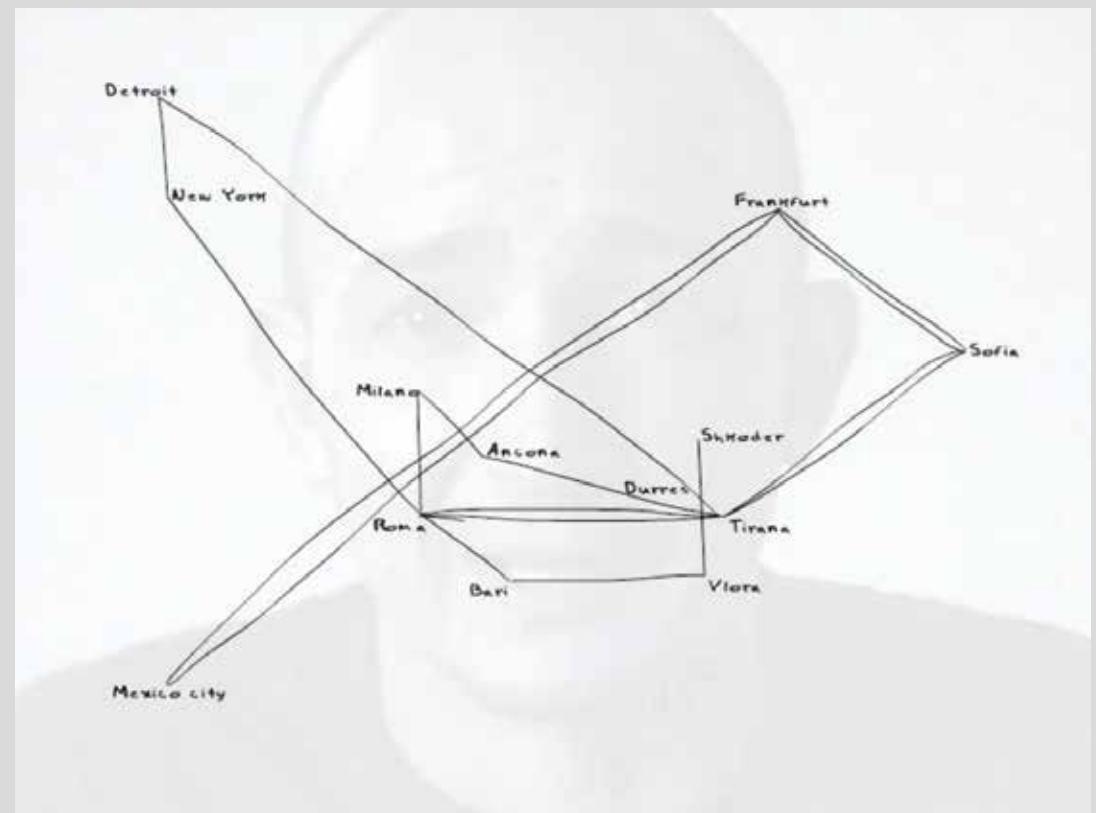 Detroit
New York
Frankfurt
Sofia
Milano
Shkoder
Ancona
Durres
Roma
Tirana
Bari
Vlora
Mexico city